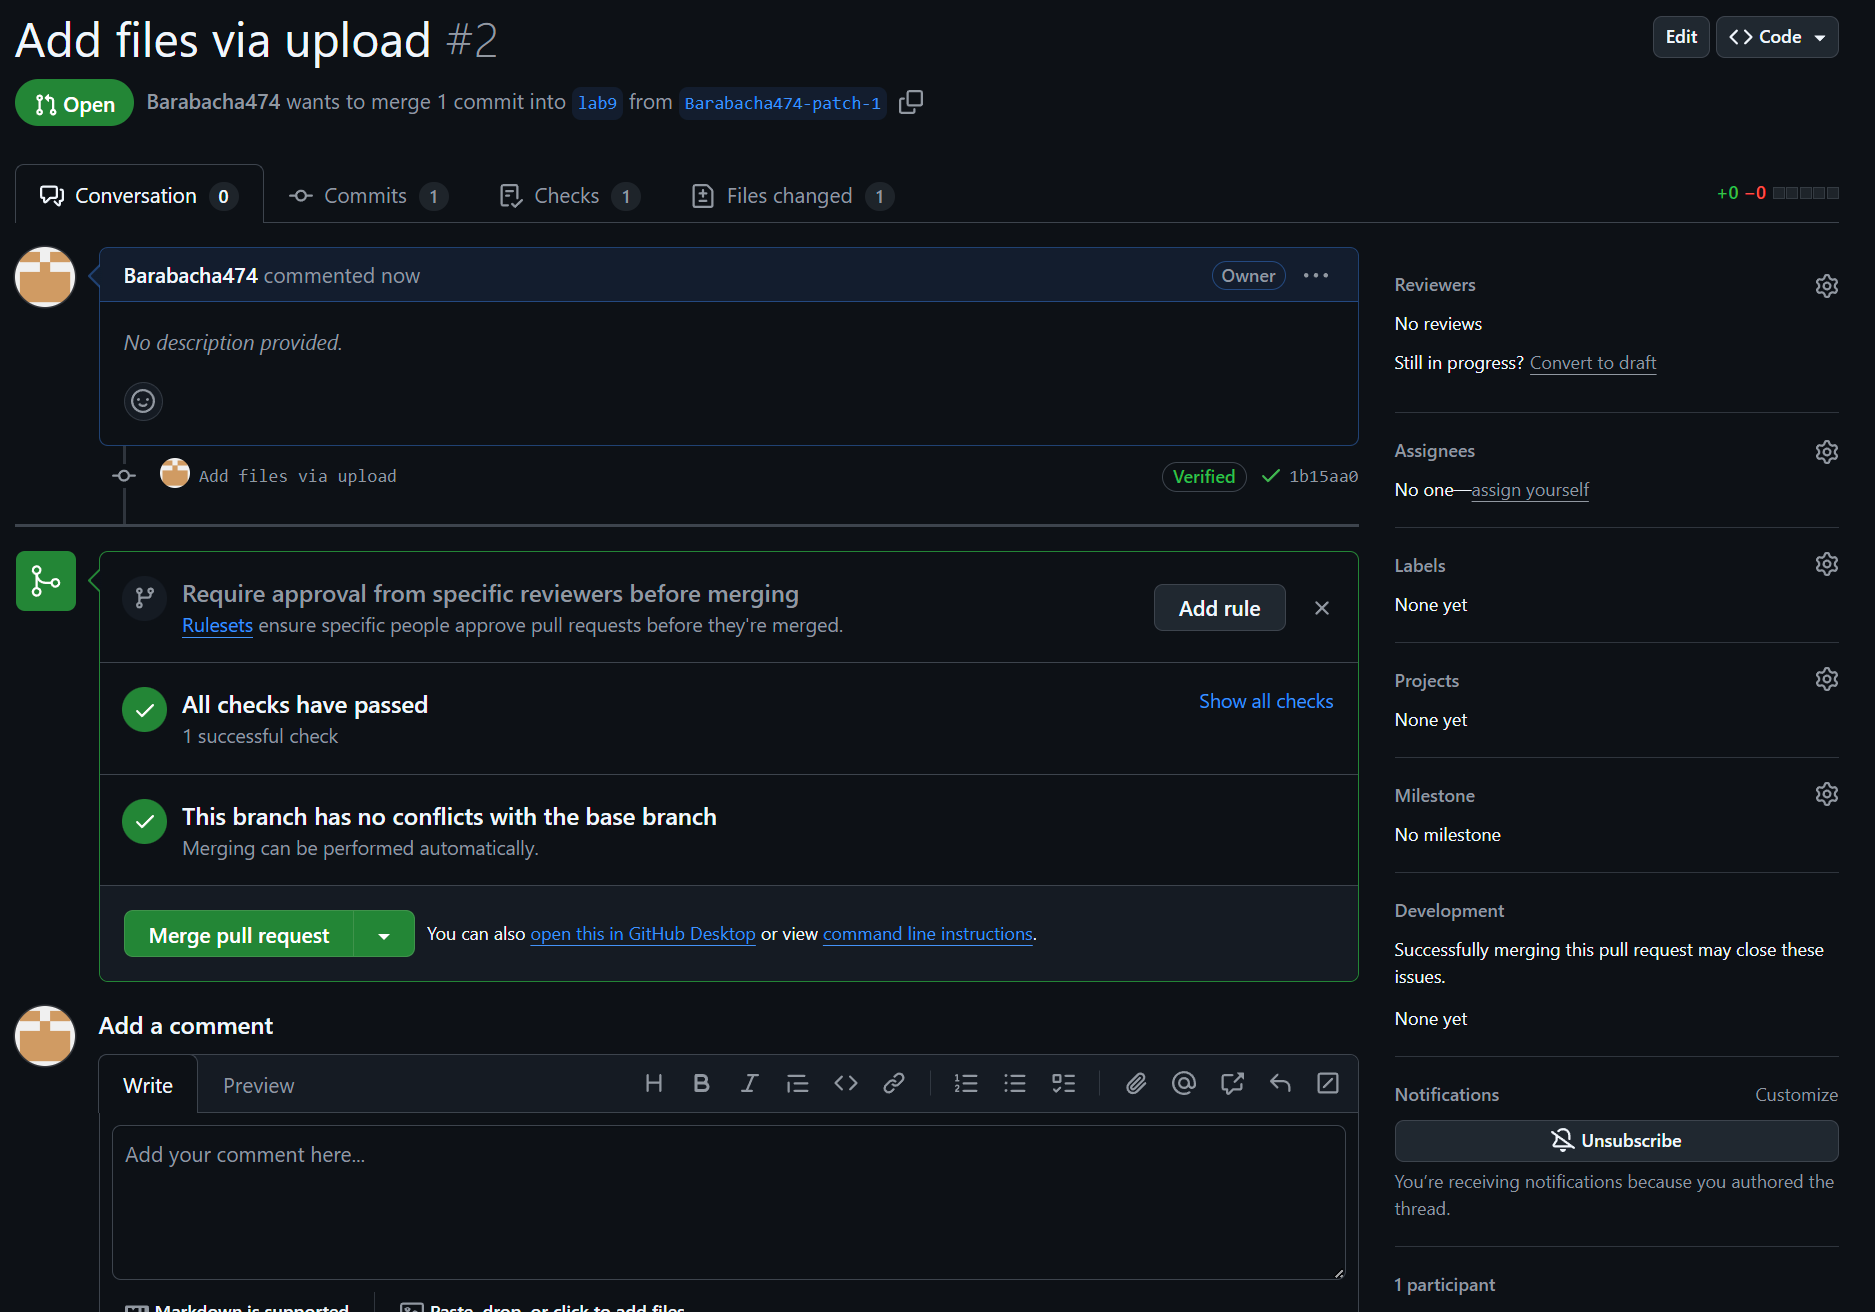 Add files via upload #2
Edit
<> Code
Open
Barabacha474 wants to merge 1 commit into lab9 from Barabacha474-patch-1
Conversation 0
Commits 1
Checks 1
Files changed 1
+0 −0
Barabacha474 commented now
Owner
No description provided.
Add files via upload
Verified
1b15aa0
Require approval from specific reviewers before merging
Rulesets ensure specific people approve pull requests before they're merged.
Add rule
All checks have passed
1 successful check
Show all checks
This branch has no conflicts with the base branch
Merging can be performed automatically.
Merge pull request
You can also open this in GitHub Desktop or view command line instructions.
Add a comment
Write
Preview
Add your comment here...
Markdown is supported
Paste, drop, or click to add files
Reviewers
No reviews
Still in progress? Convert to draft
Assignees
No one—assign yourself
Labels
None yet
Projects
None yet
Milestone
No milestone
Development
Successfully merging this pull request may close these
issues.
None yet
Notifications
Customize
Unsubscribe
You’re receiving notifications because you authored the
thread.
1 participant